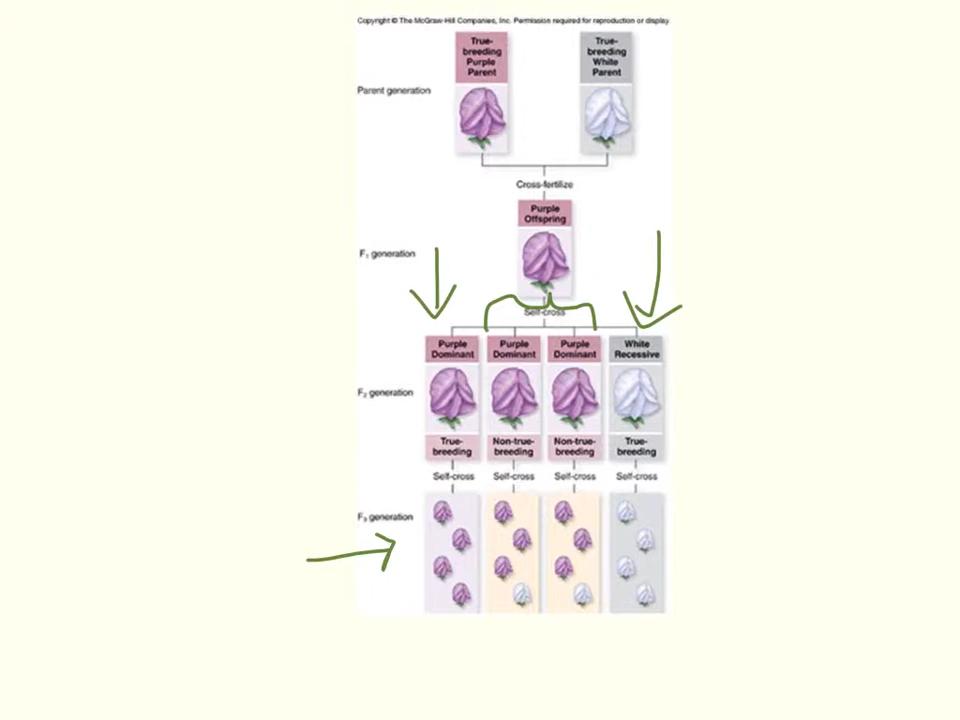 Copyright © The McGraw-Hill Companies, Inc. Permission required for reproduction or display.
True-
breeding
Purple
Parent
True-
breeding
White
Parent
Parent generation
Cross-fertilize
Purple
Offspring
F₁ generation
Self-cross
Purple
Dominant
Purple
Dominant
Purple
Dominant
White
Recessive
F₂ generation
True-
breeding
Non-true-
breeding
Non-true-
breeding
True-
breeding
Self-cross
Self-cross
Self-cross
Self-cross
F₃ generation